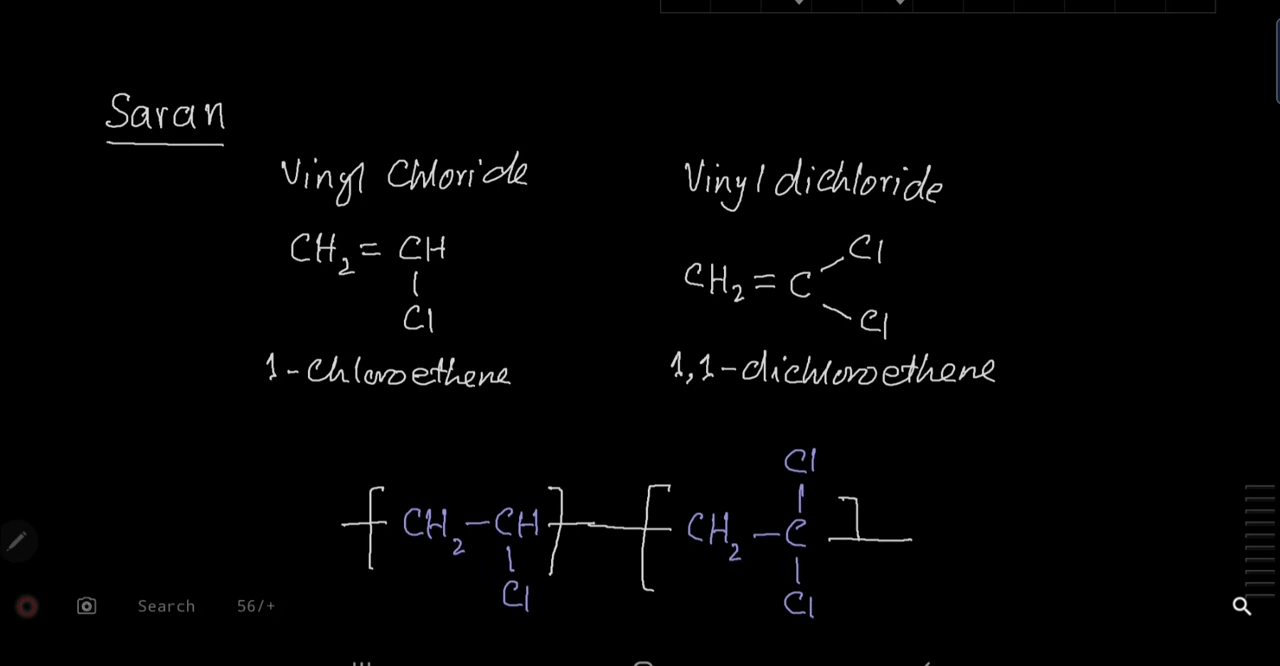 Saran
Vinyl Chloride
Vinyl dichloride
CH₂ = CH
Cl
CH₂ = C
Cl
Cl
1-Chloroethene
1,1-dichloroethene
CH₂-CH
Cl
Cl
CH₂-C
Cl
Search 56/+